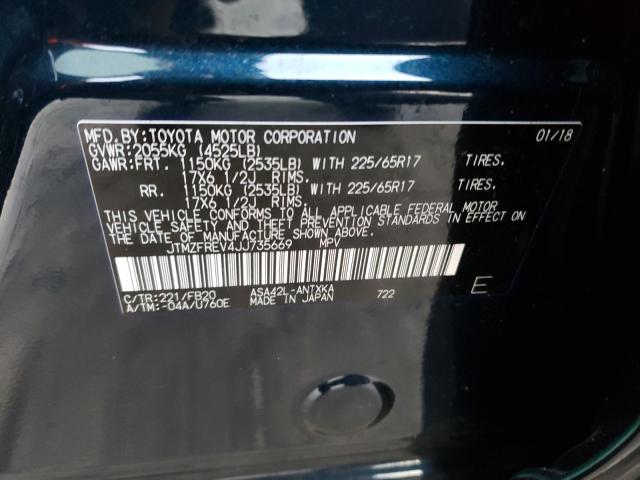 MFD.BY:TOYOTA MOTOR CORPORATION 01/18
GVWR:2055KG (4525LB)
GAWR:FRT. 1150KG (2535LB) WITH 225/65R17 TIRES.
17X6 1/2J RIMS.
RR. 1150KG (2535LB) WITH 225/65R17 TIRES.
17X6 1/2J RIMS.
THIS VEHICLE CONFORMS TO ALL APPLICABLE FEDERAL MOTOR
VEHICLE SAFETY AND THEFT PREVENTION STANDARDS IN EFFECT ON
THE DATE OF MANUFACTURE SHOWN ABOVE.
JTMZFREV4JJ735669 MPV
C/TR:221/FB20 ASA42L-ANTXKA 722 E
A/TM:-04A/U760E MADE IN JAPAN